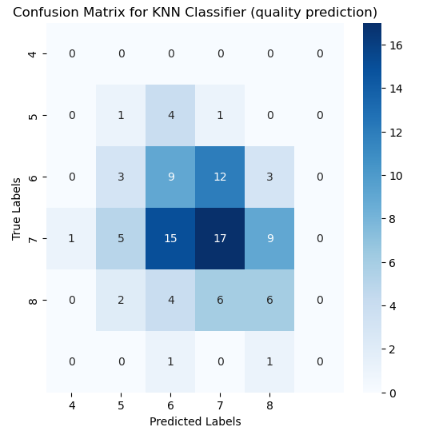 Confusion Matrix for KNN Classifier (quality prediction)
4 0 0 0 0 0 0
5 0 1 4 1 0 0
6 0 3 9 12 3 0
7 1 5 15 17 9 0
8 0 2 4 6 6 0
0 0 1 0 1 0
4 5 6 7 8
True Labels
Predicted Labels
16
14
12
10
8
6
4
2
0